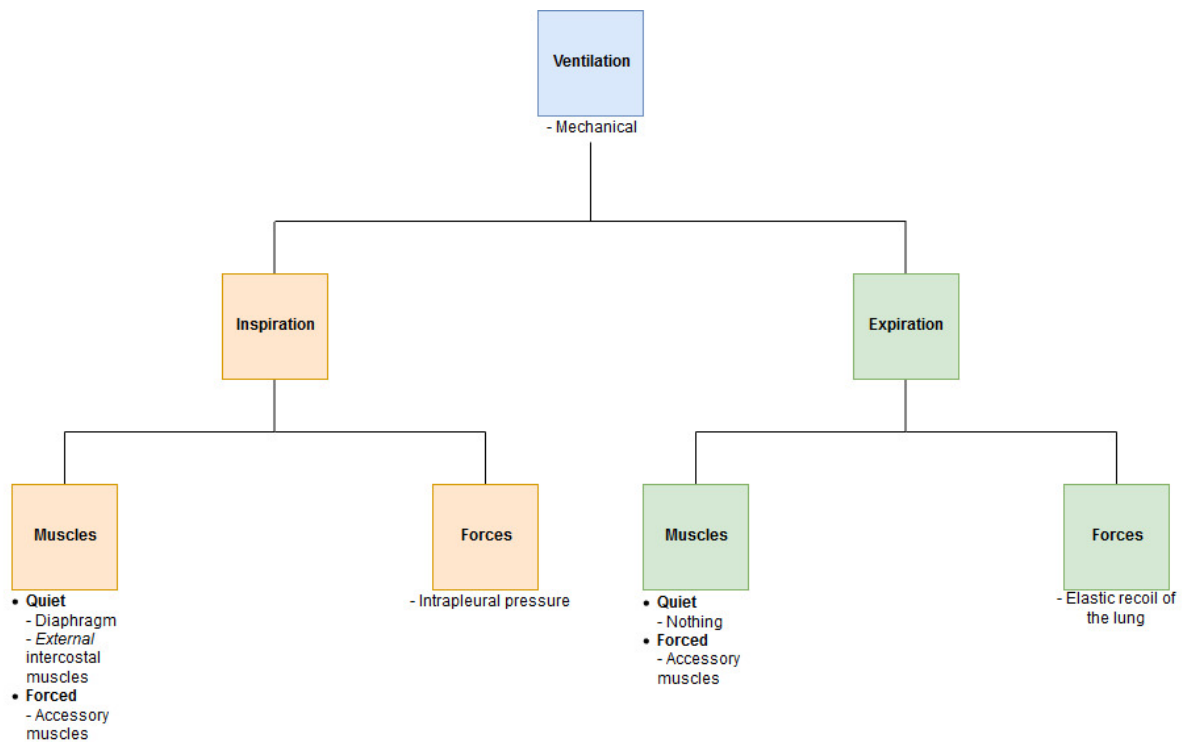 Ventilation
- Mechanical
Inspiration
Expiration
Muscles
• Quiet
- Diaphragm
- External
intercostal
muscles
• Forced
- Accessory
muscles
Forces
- Intrapleural pressure
Muscles
• Quiet
- Nothing
• Forced
- Accessory
muscles
Forces
- Elastic recoil of
the lung